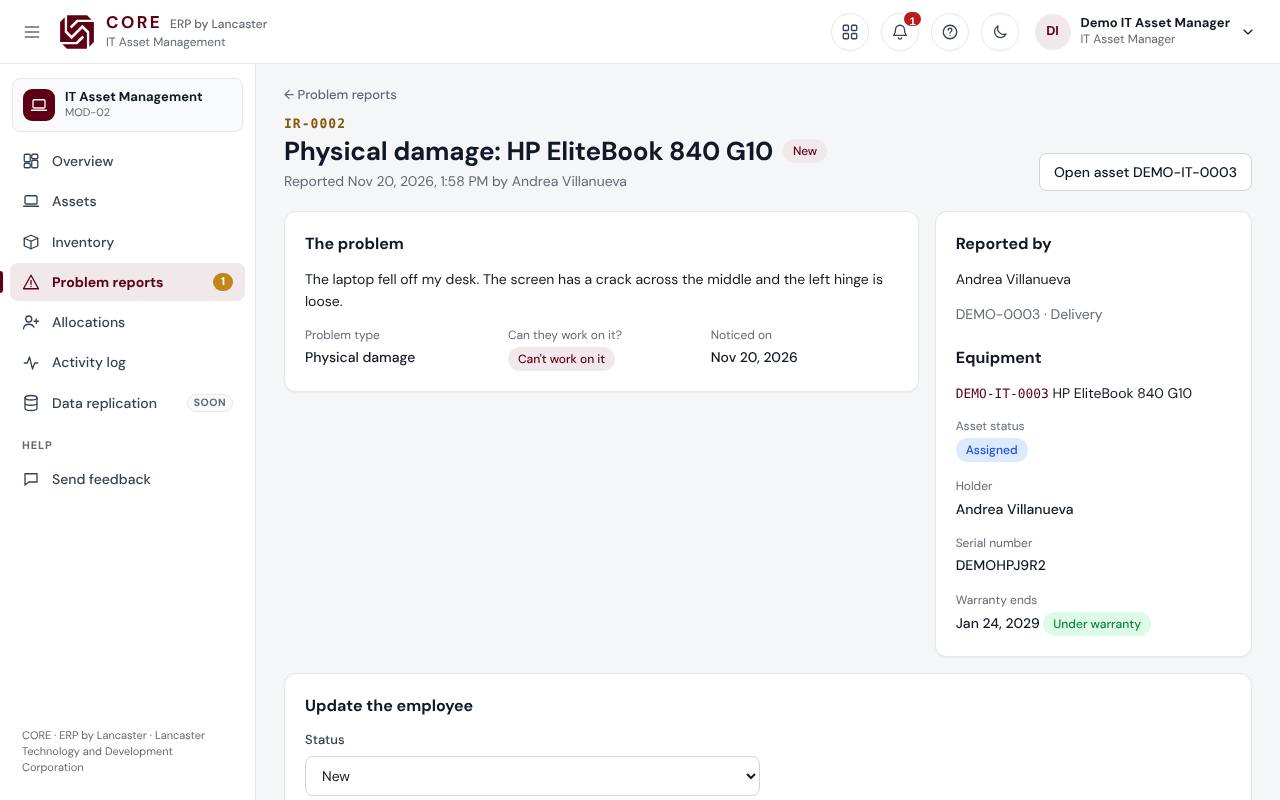 CORE ERP by Lancaster
IT Asset Management
1
DI
Demo IT Asset Manager
IT Asset Manager
IT Asset Management
MOD-02
Overview
Assets
Inventory
Problem reports 1
Allocations
Activity log
Data replication SOON
HELP
Send feedback
CORE · ERP by Lancaster · Lancaster
Technology and Development
Corporation
← Problem reports
IR-0002
Physical damage: HP EliteBook 840 G10 New
Reported Nov 20, 2026, 1:58 PM by Andrea Villanueva
Open asset DEMO-IT-0003
The problem
The laptop fell off my desk. The screen has a crack across the middle and the left hinge is
loose.
Problem type
Physical damage
Can they work on it?
Can't work on it
Noticed on
Nov 20, 2026
Reported by
Andrea Villanueva
DEMO-0003 · Delivery
Equipment
DEMO-IT-0003 HP EliteBook 840 G10
Asset status
Assigned
Holder
Andrea Villanueva
Serial number
DEMOHPJ9R2
Warranty ends
Jan 24, 2029 Under warranty
Update the employee
Status
New